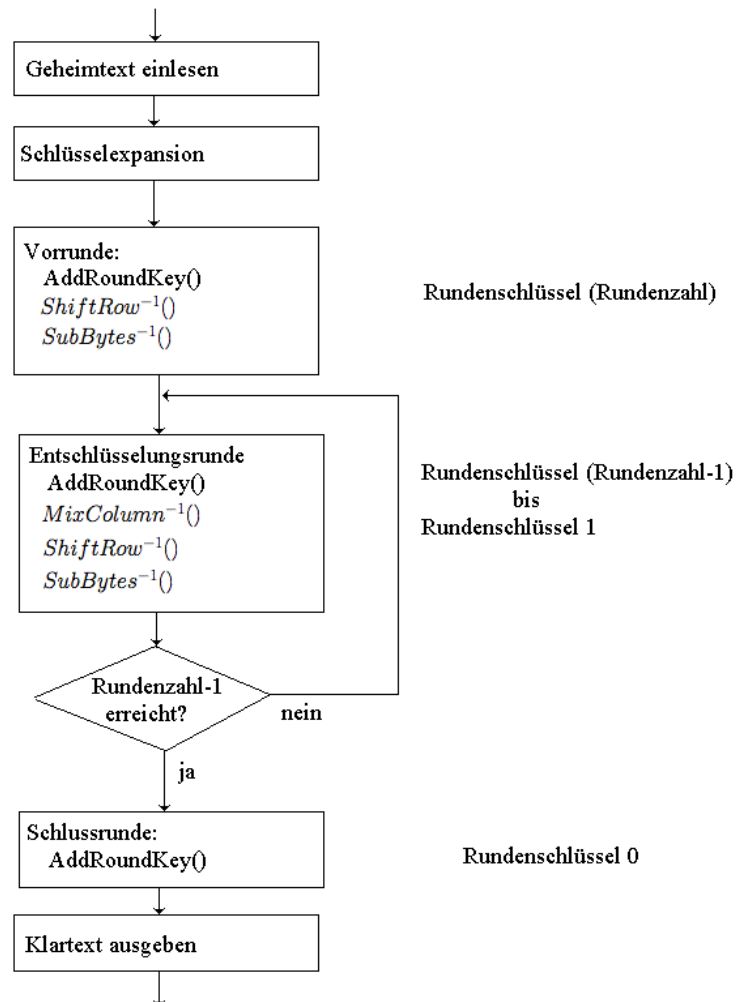 Geheimtext einlesen
Schlüsselexpansion
Vorrunde:
AddRoundKey()
ShiftRow⁻¹()
SubBytes⁻¹()
Rundenschlüssel (Rundenzahl)
Entschlüsselungsrunde
AddRoundKey()
MixColumn⁻¹()
ShiftRow⁻¹()
SubBytes⁻¹()
Rundenschlüssel (Rundenzahl-1)
bis
Rundenschlüssel 1
Rundenzahl-1
erreicht?
nein
ja
Schlussrunde:
AddRoundKey()
Rundenschlüssel 0
Klartext ausgeben